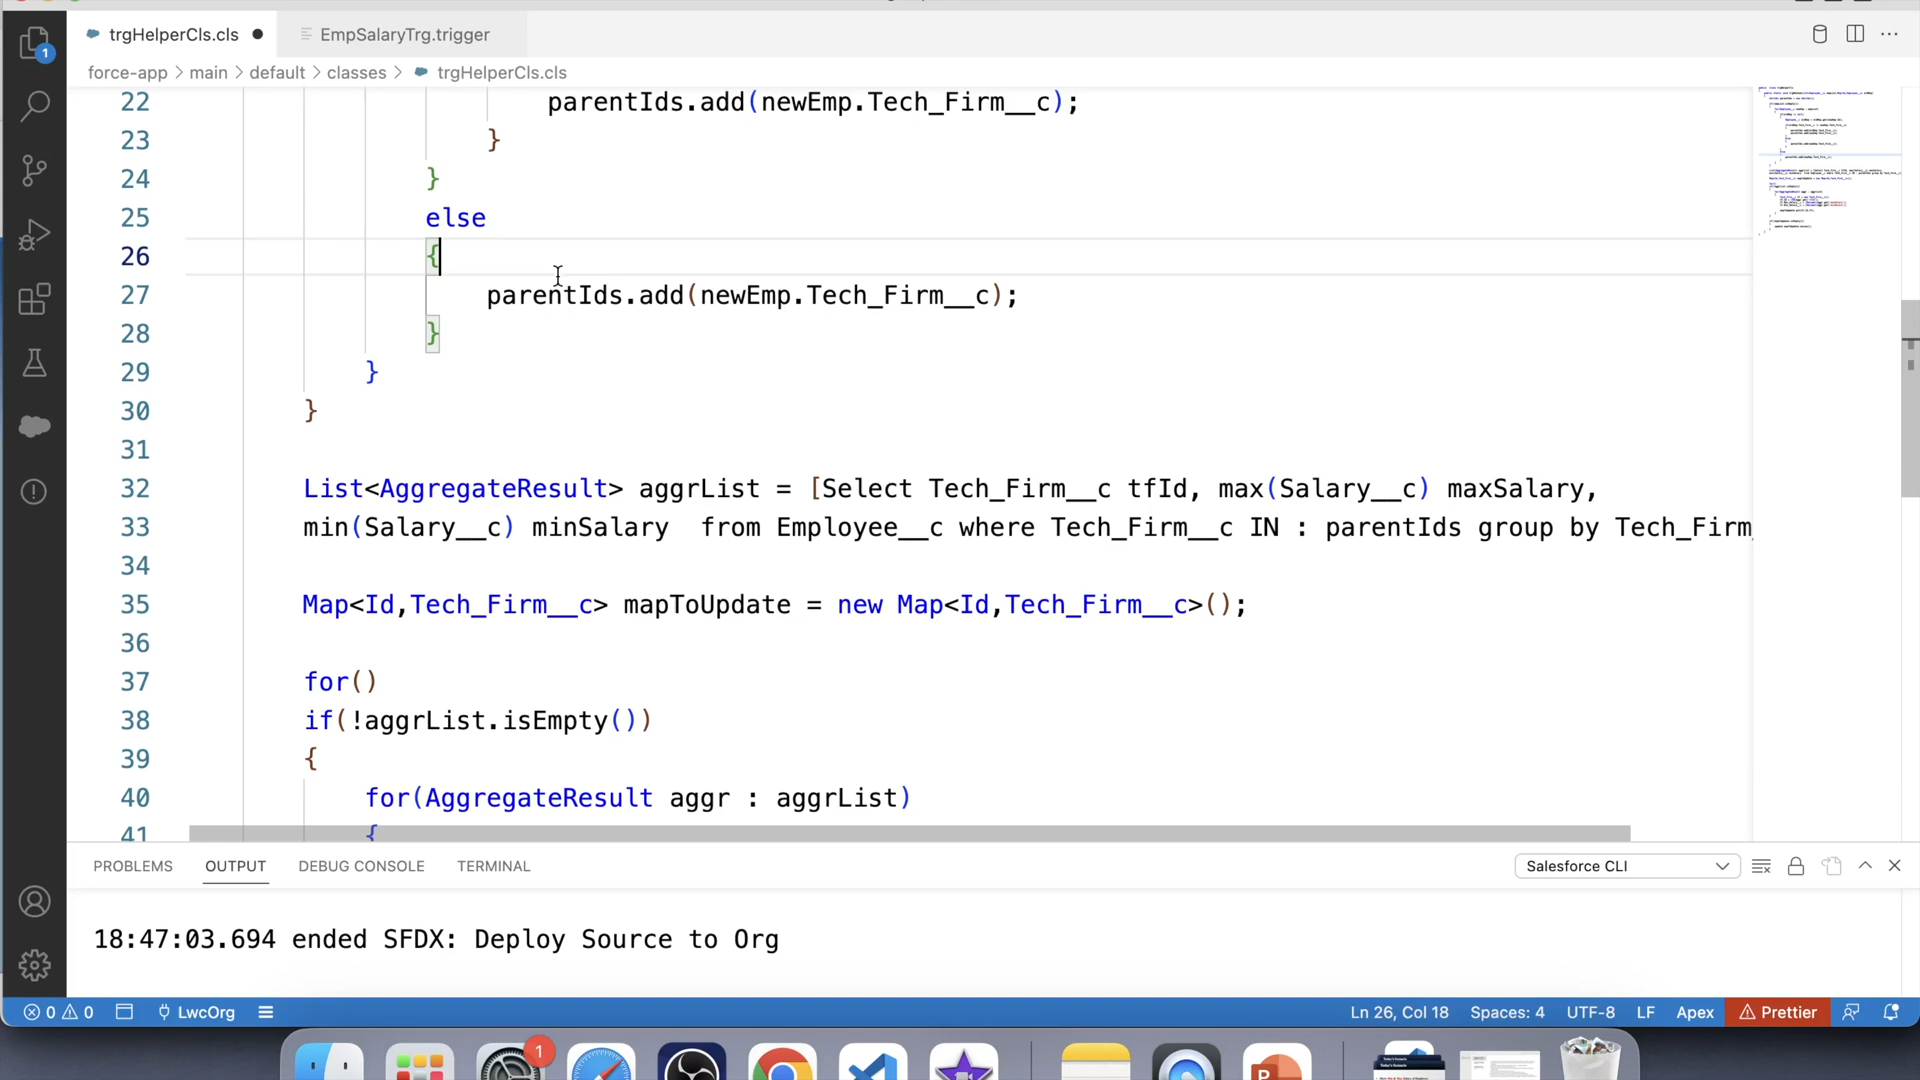 trgHelperCls.cls
EmpSalaryTrg.trigger
force-app > main > default > classes > trgHelperCls.cls
1
22 parentIds.add(newEmp.Tech_Firm__c);
23 }
24 }
25 else
26 {
27 parentIds.add(newEmp.Tech_Firm__c);
28 }
29 }
30 }
31
32 List<AggregateResult> aggrList = [Select Tech_Firm__c tfId, max(Salary__c) maxSalary,
33 min(Salary__c) minSalary  from Employee__c where Tech_Firm__c IN : parentIds group by Tech_Firm
34
35 Map<Id,Tech_Firm__c> mapToUpdate = new Map<Id,Tech_Firm__c>();
36
37 for()
38 if(!aggrList.isEmpty())
39 {
40 for(AggregateResult aggr : aggrList)
41 {
PROBLEMS OUTPUT DEBUG CONSOLE TERMINAL
Salesforce CLI
18:47:03.694 ended SFDX: Deploy Source to Org
0 0 LwcOrg
Ln 26, Col 18 Spaces: 4 UTF-8 LF Apex Prettier
1